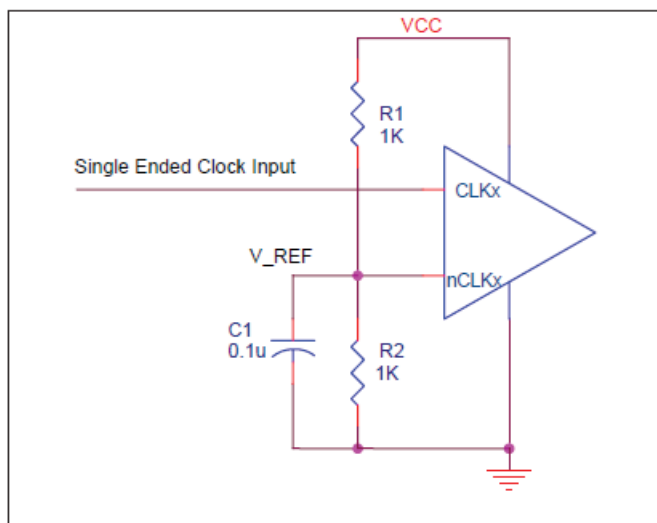 VCC
R1
1K
Single Ended Clock Input
CLKx
V_REF
nCLKx
C1
0.1u
R2
1K